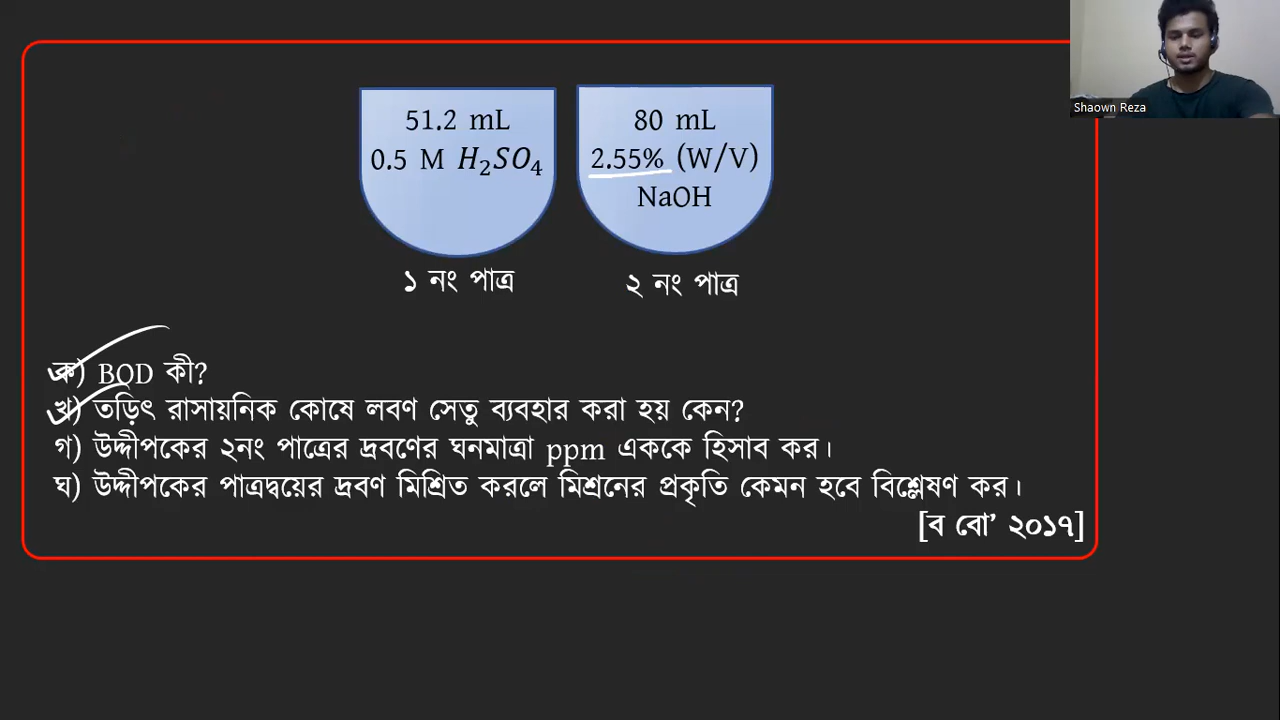 51.2 mL
0.5 M H₂SO₄
80 mL
2.55% (W/V)
NaOH
১ নং পাত্র
২ নং পাত্র
Shaown Reza
ক) BOD কী?
খ) তড়িৎ রাসায়নিক কোষে লবণ সেতু ব্যবহার করা হয় কেন?
গ) উদ্দীপকের ২নং পাত্রের দ্রবণের ঘনমাত্রা ppm এককে হিসাব কর।
ঘ) উদ্দীপকের পাত্রদ্বয়ের দ্রবণ মিশ্রিত করলে মিশ্রনের প্রকৃতি কেমন হবে বিশ্লেষণ কর।
[ব বো’ ২০১৭]